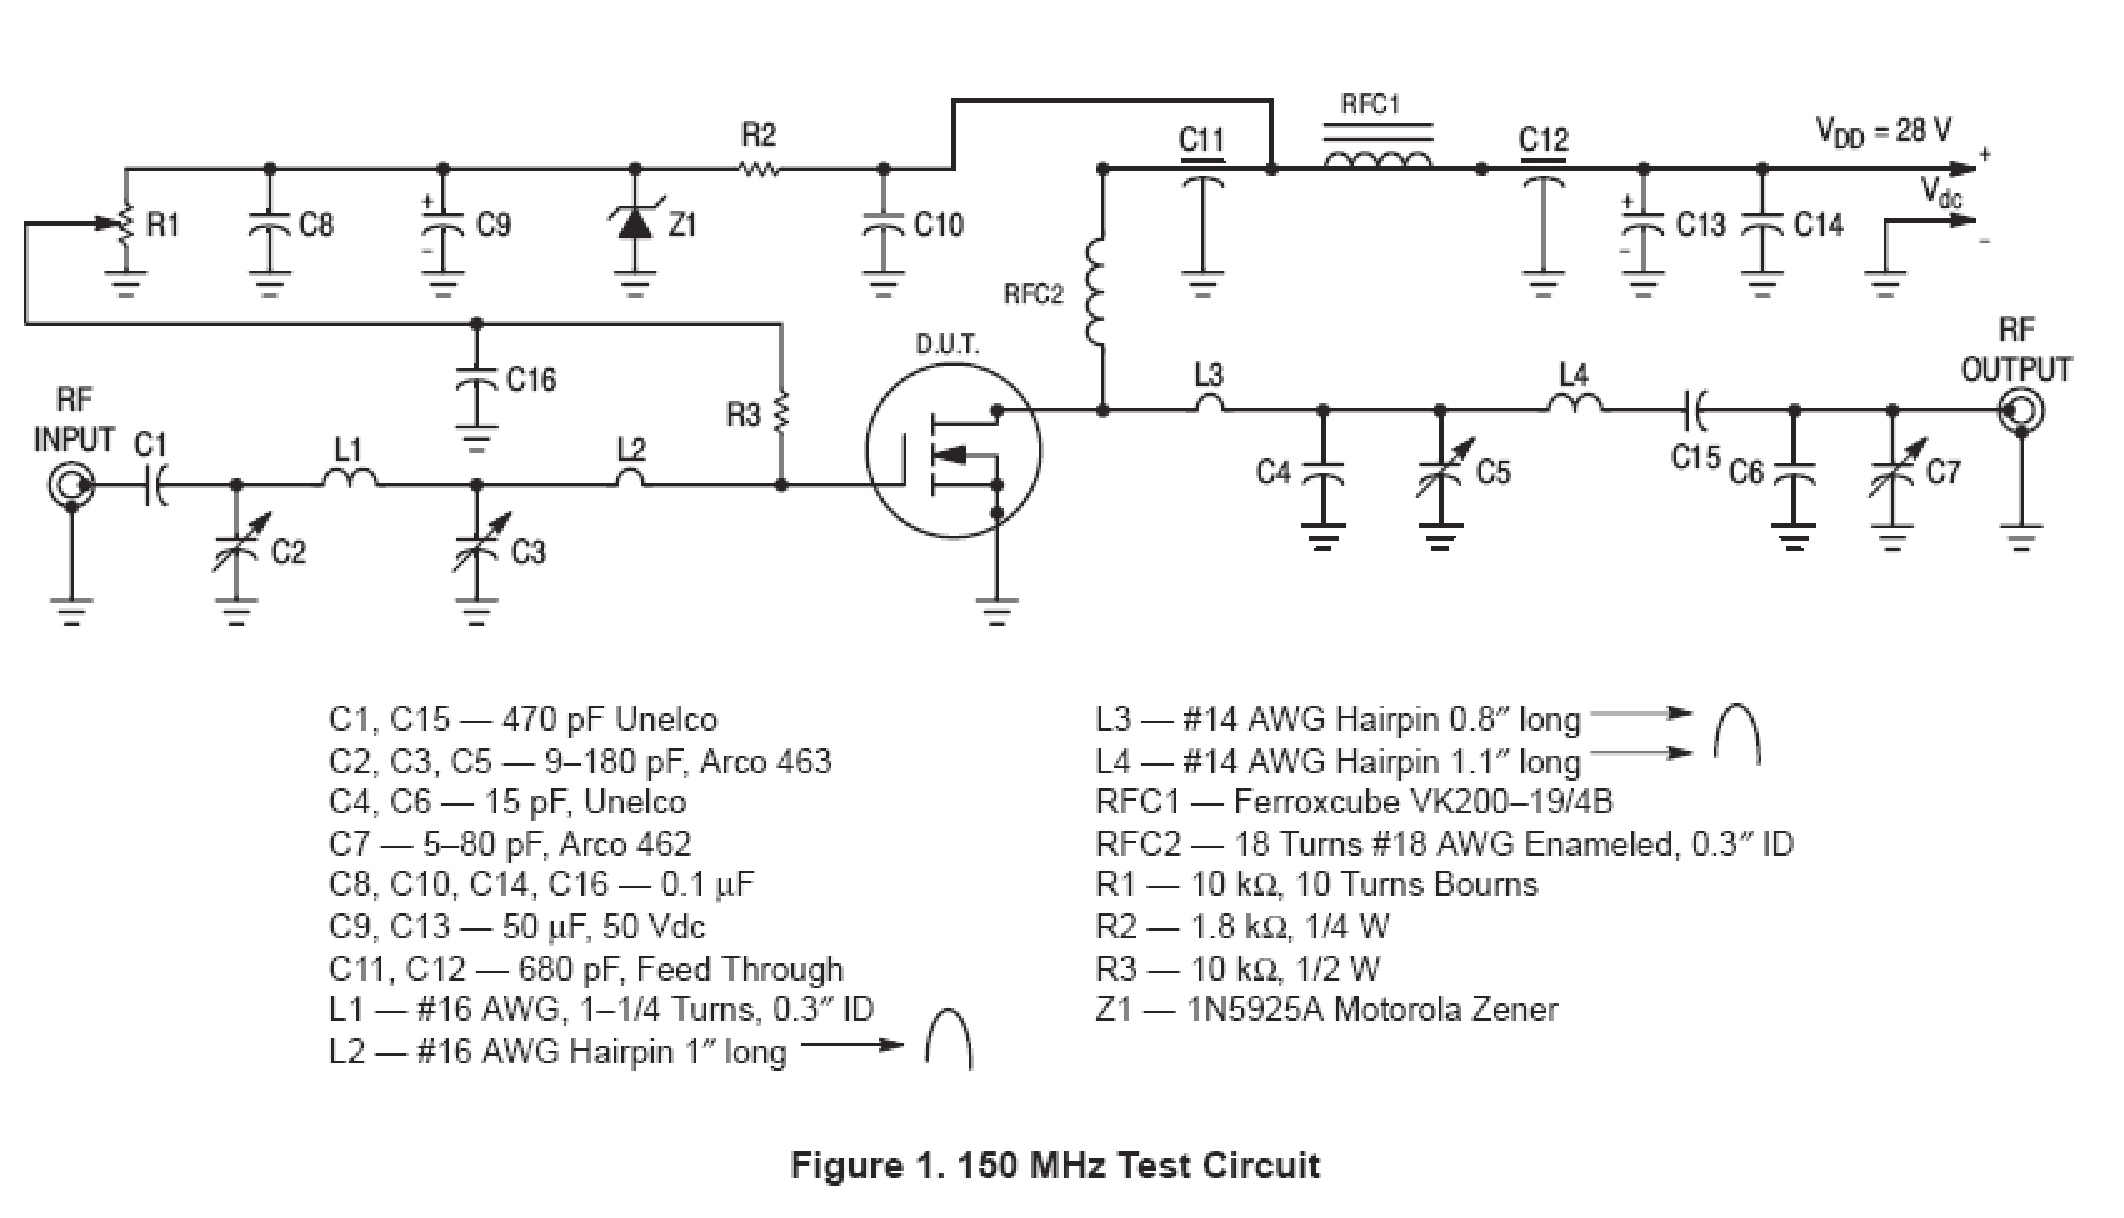 RFC1
R2
C11
C12
VDD = 28 V
+
Vdc
–
R1
C8
+
C9
–
Z1
C10
+
C13
–
C14
RFC2
RF
OUTPUT
D.U.T.
C16
L3
L4
RF
INPUT
C1
R3
L1
L2
C4
C5
C15
C6
C7
C2
C3
C1, C15 — 470 pF Unelco
C2, C3, C5 — 9–180 pF, Arco 463
C4, C6 — 15 pF, Unelco
C7 — 5–80 pF, Arco 462
C8, C10, C14, C16 — 0.1 μF
C9, C13 — 50 μF, 50 Vdc
C11, C12 — 680 pF, Feed Through
L1 — #16 AWG, 1–1/4 Turns, 0.3″ ID
L2 — #16 AWG Hairpin 1″ long
L3 — #14 AWG Hairpin 0.8″ long
L4 — #14 AWG Hairpin 1.1″ long
RFC1 — Ferroxcube VK200–19/4B
RFC2 — 18 Turns #18 AWG Enameled, 0.3″ ID
R1 — 10 kΩ, 10 Turns Bourns
R2 — 1.8 kΩ, 1/4 W
R3 — 10 kΩ, 1/2 W
Z1 — 1N5925A Motorola Zener
Figure 1. 150 MHz Test Circuit